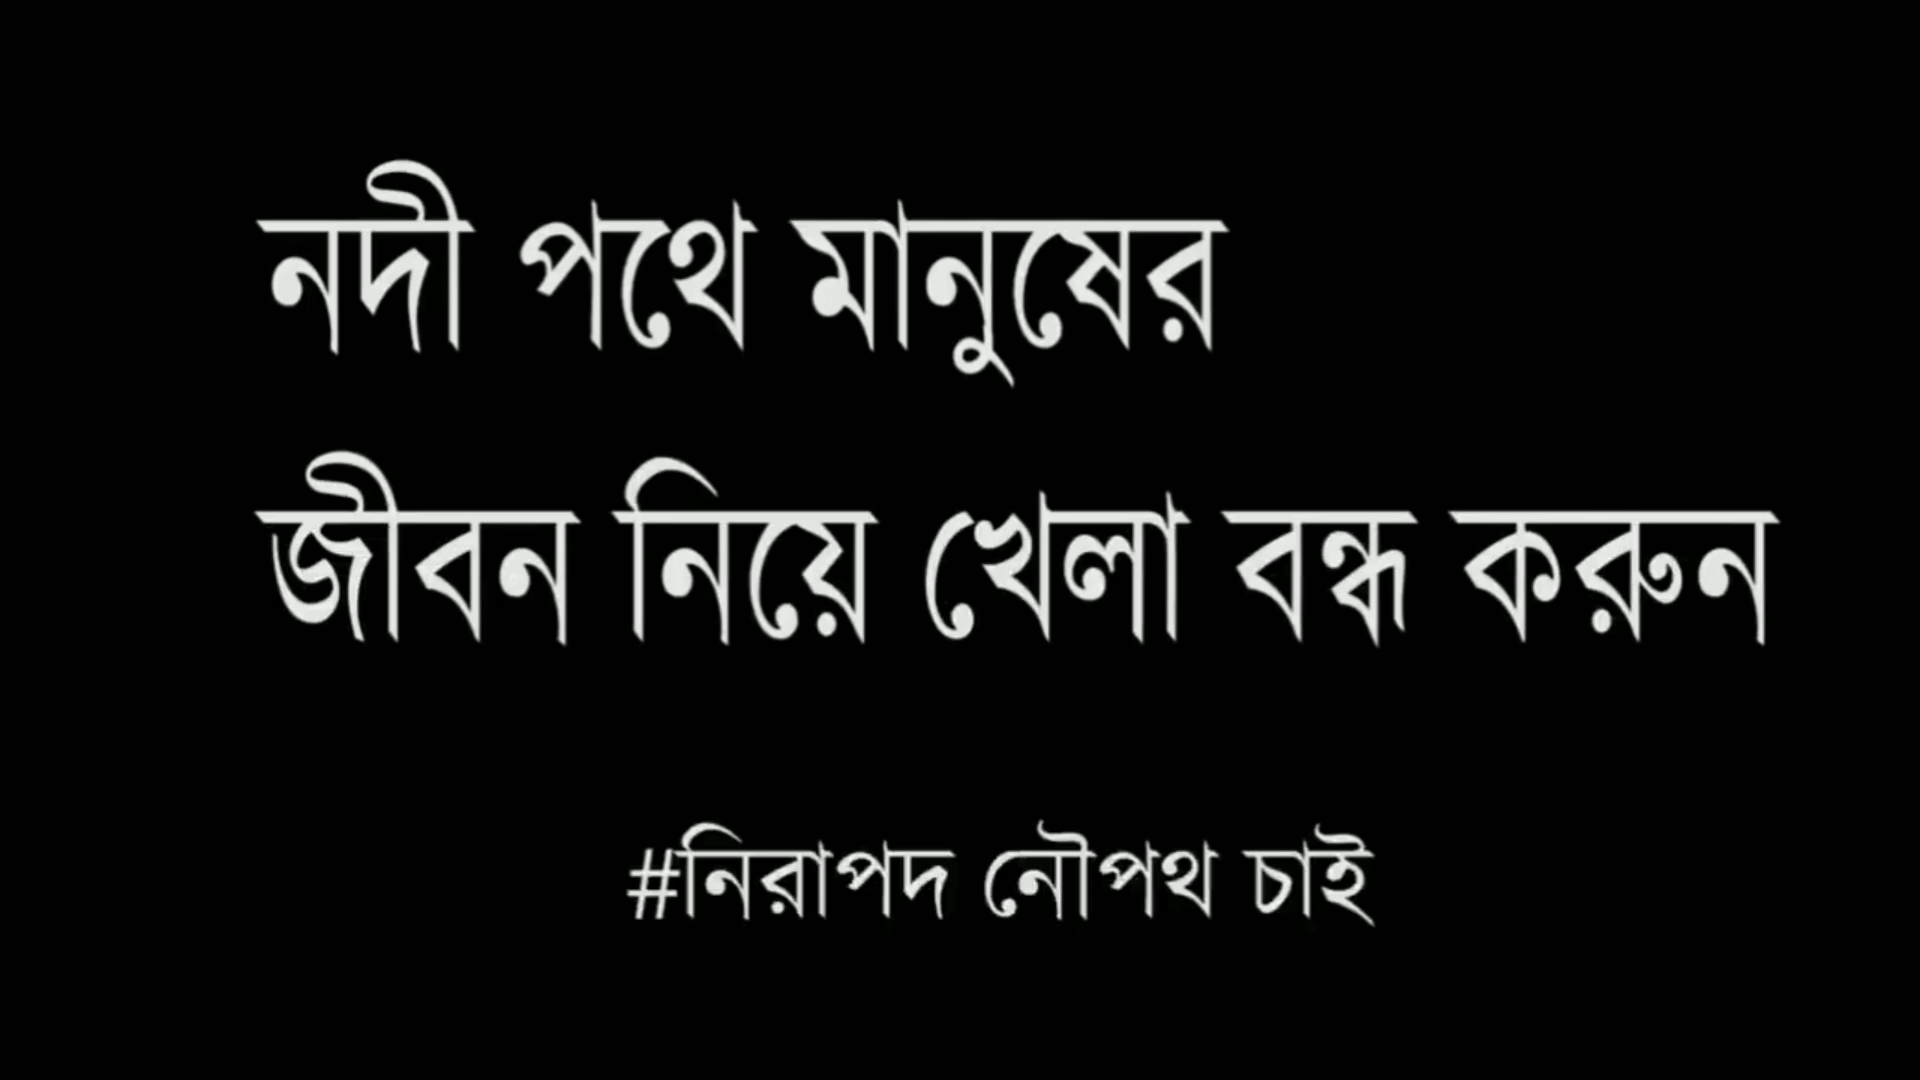 নদী পথে মানুষের
জীবন নিয়ে খেলা বন্ধ করুন
#নিরাপদ নৌপথ চাই